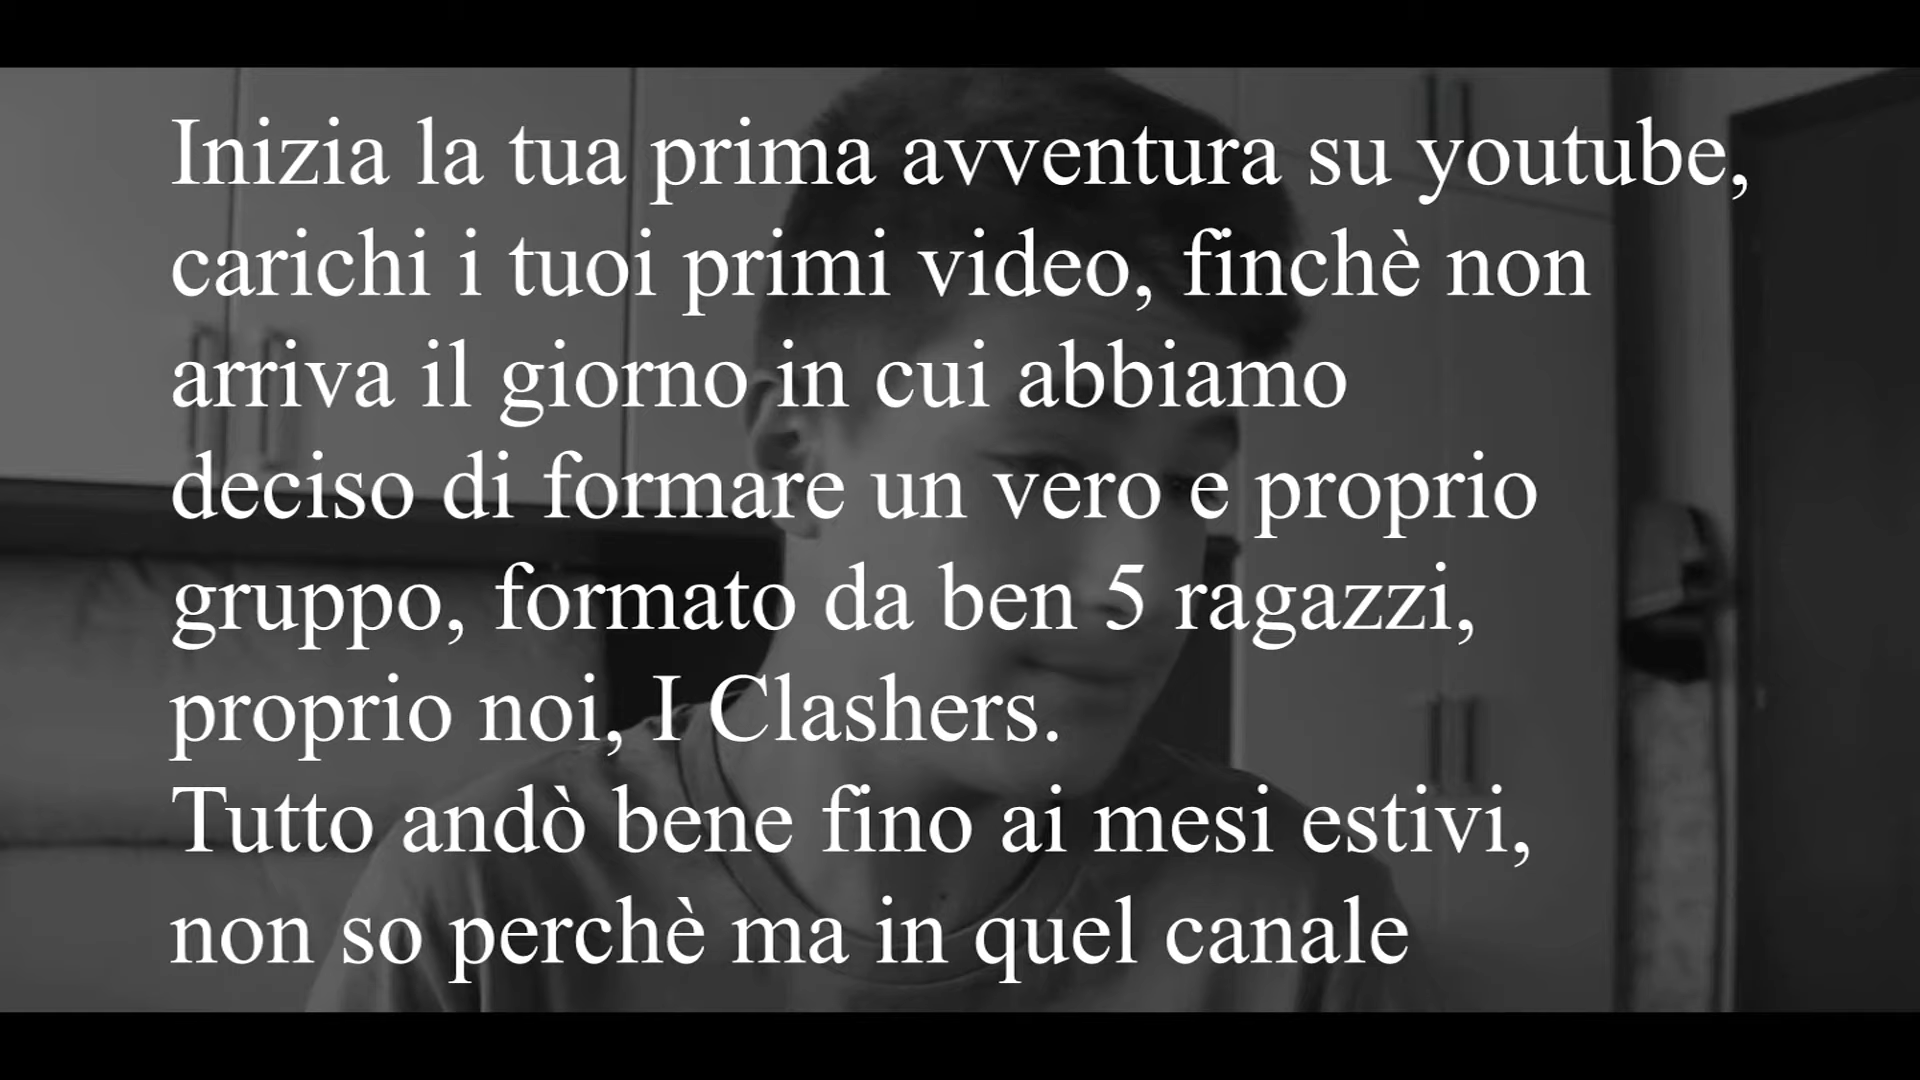 Inizia la tua prima avventura su youtube,
carichi i tuoi primi video, finchè non
arriva il giorno in cui abbiamo
deciso di formare un vero e proprio
gruppo, formato da ben 5 ragazzi,
proprio noi, I Clashers.
Tutto andò bene fino ai mesi estivi,
non so perchè ma in quel canale